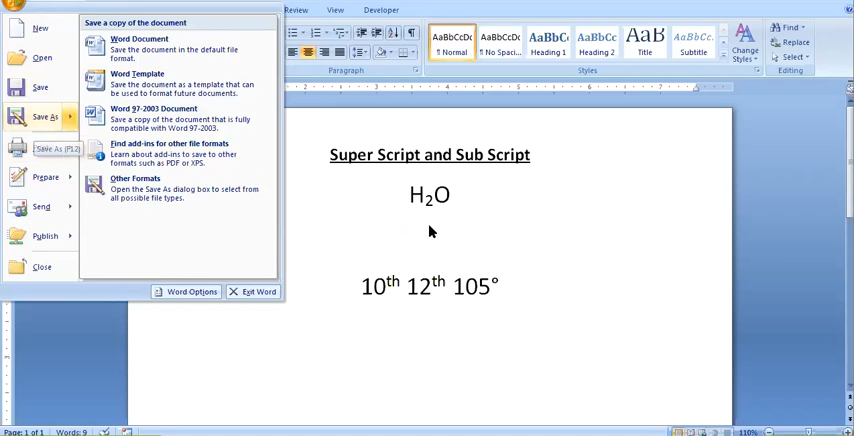 Review View Developer
New
Open
Save
Save As
Save As (F12)
Prepare
Send
Publish
Close
Save a copy of the document
Word Document
Save the document in the default file
format.
Word Template
Save the document as a template that can
be used to format future documents.
Word 97-2003 Document
Save a copy of the document that is fully
compatible with Word 97-2003.
Find add-ins for other file formats
Learn about add-ins to save to other
formats such as PDF or XPS.
Other Formats
Open the Save As dialog box to select from
all possible file types.
Word Options Exit Word
AaBbCcDc AaBbCcDc AaBbC AaBbCc AaB AaBbCc.
¶ Normal ¶ No Spaci... Heading 1 Heading 2 Title Subtitle
Change
Styles
Find
Replace
Select
Paragraph Styles Editing
2 3 4 5 6 7
Super Script and Sub Script
H₂O
10ᵗʰ 12ᵗʰ 105°
Page: 1 of 1 Words: 9 110%